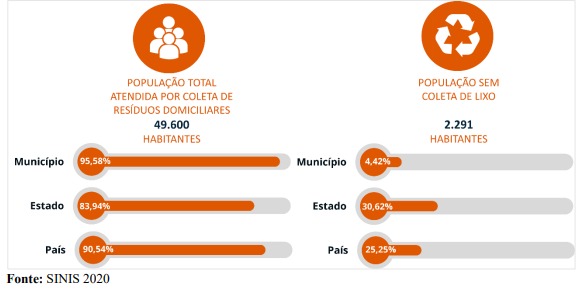 POPULAÇÃO TOTAL
ATENDIDA POR COLETA DE
RESÍDUOS DOMICILIARES
49.600
HABITANTES
Município 95,58%
Estado 83,94%
País 90,54%
POPULAÇÃO SEM
COLETA DE LIXO
2.291
HABITANTES
Município 4,42%
Estado 30,62%
País 25,25%
Fonte: SINIS 2020